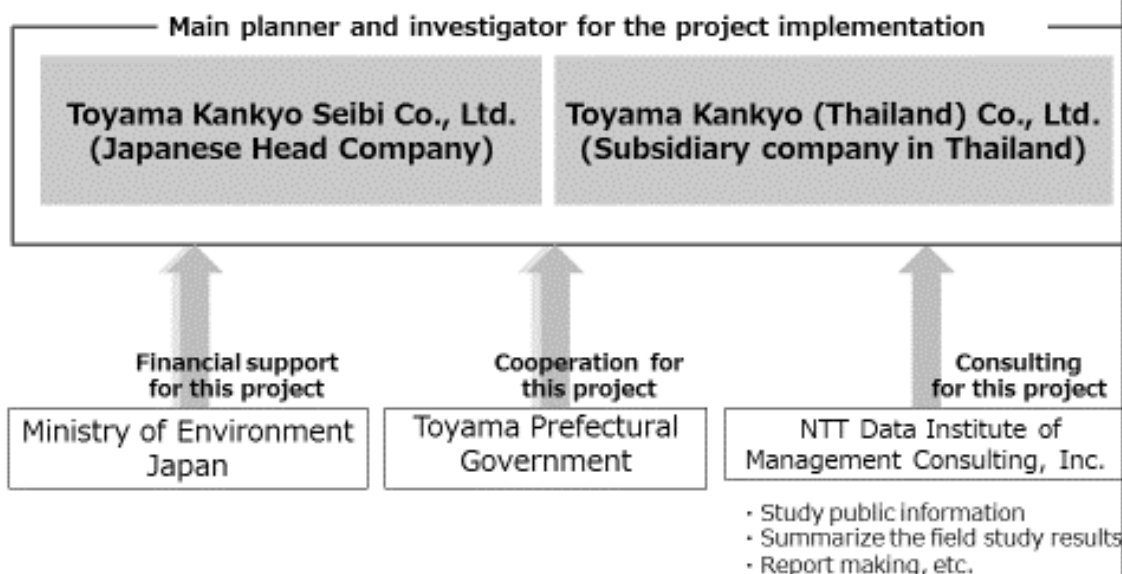 Main planner and investigator for the project implementation
Toyama Kankyo Seibi Co., Ltd.
(Japanese Head Company)
Toyama Kankyo (Thailand) Co., Ltd.
(Subsidiary company in Thailand)
Financial support
for this project
Cooperation for
this project
Consulting
for this project
Ministry of Environment
Japan
Toyama Prefectural
Government
NTT Data Institute of
Management Consulting, Inc.
・Study public information
・Summarize the field study results
・Report making, etc.